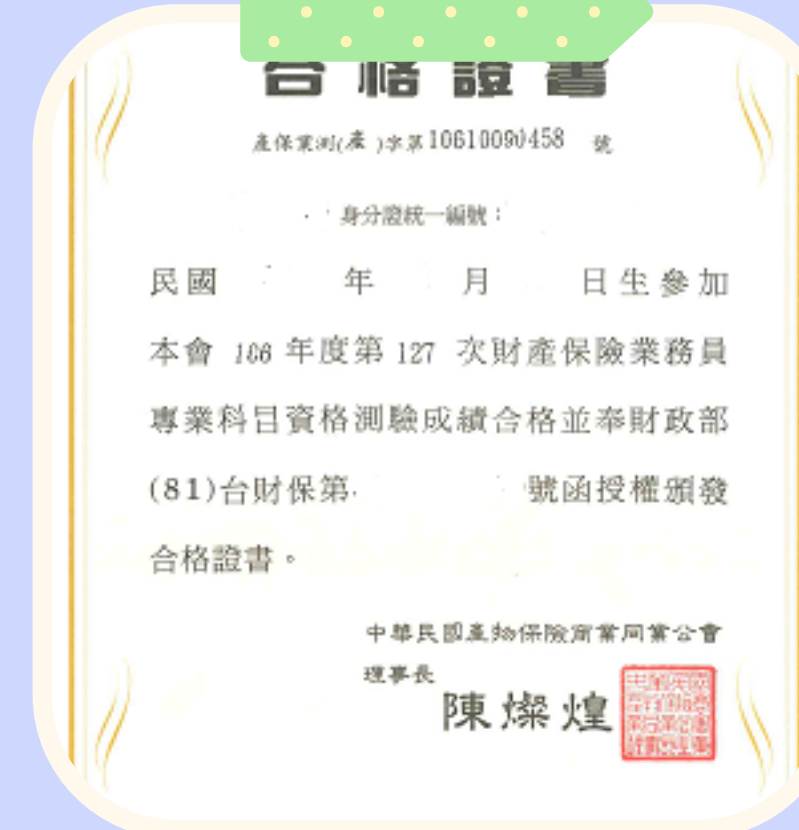 合格證書
產保業測(產 )字第10610090458 號
身分證統一編號：
民國 年 月 日生參加
本會 106 年度第 127 次財產保險業務員
專業科目資格測驗成績合格並奉財政部
(81)台財保第 號函授權頒發
合格證書。
中華民國產物保險商業同業公會
理事長
陳燦煌